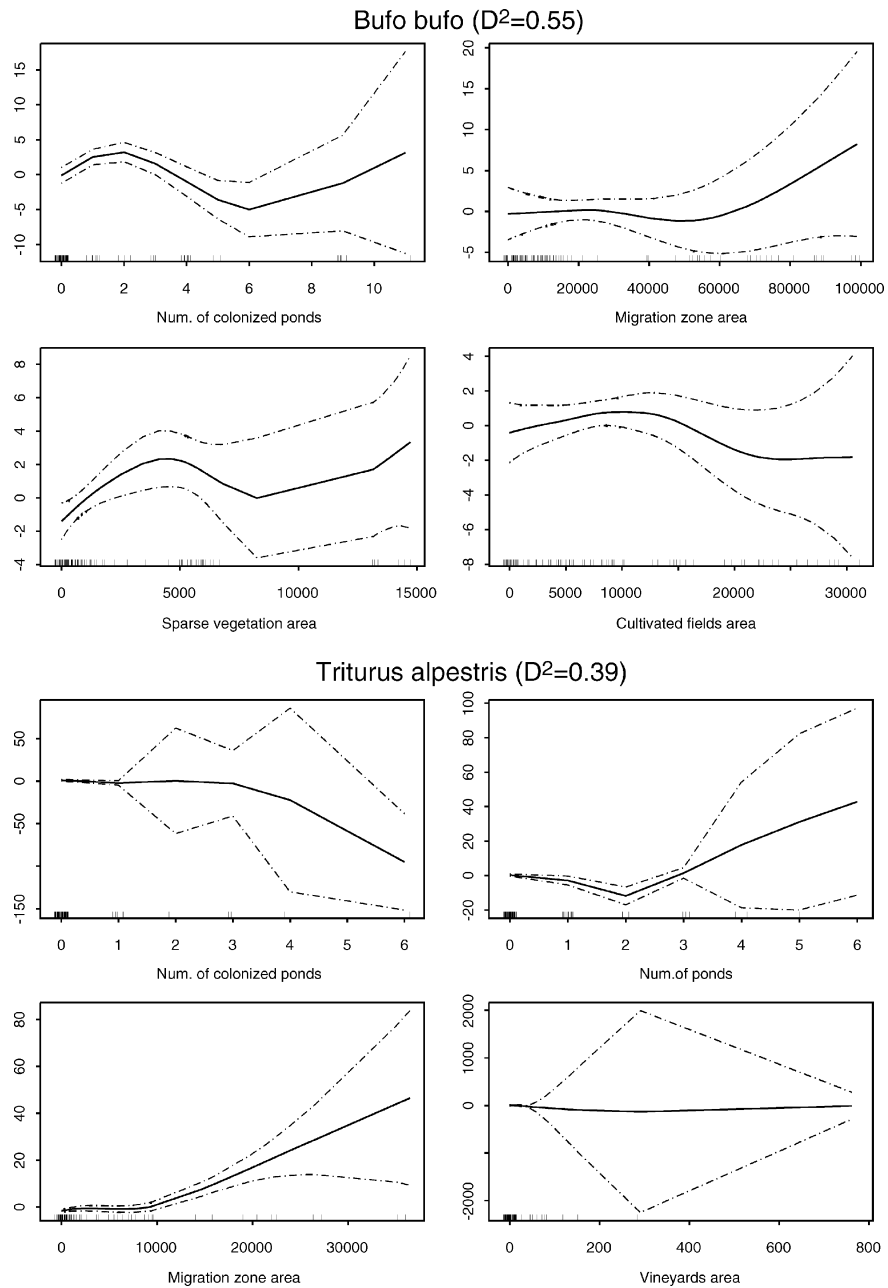 Bufo bufo (D2=0.55)
15
10
5
0
-5
-10
0 2 4 6 8 10
Num. of colonized ponds
20
15
10
5
0
-5
0 20000 40000 60000 80000 100000
Migration zone area
8
6
4
2
0
-2
-4
0 5000 10000 15000
Sparse vegetation area
4
2
0
-2
-4
-6
-8
0 5000 10000 20000 30000
Cultivated fields area
Triturus alpestris (D2=0.39)
50
0
-50
-150
0 1 2 3 4 5 6
Num. of colonized ponds
100
80
60
40
20
0
-20
0 1 2 3 4 5 6
Num.of ponds
80
60
40
20
0
0 10000 20000 30000
Migration zone area
2000
1000
0
-2000
0 200 400 600 800
Vineyards area